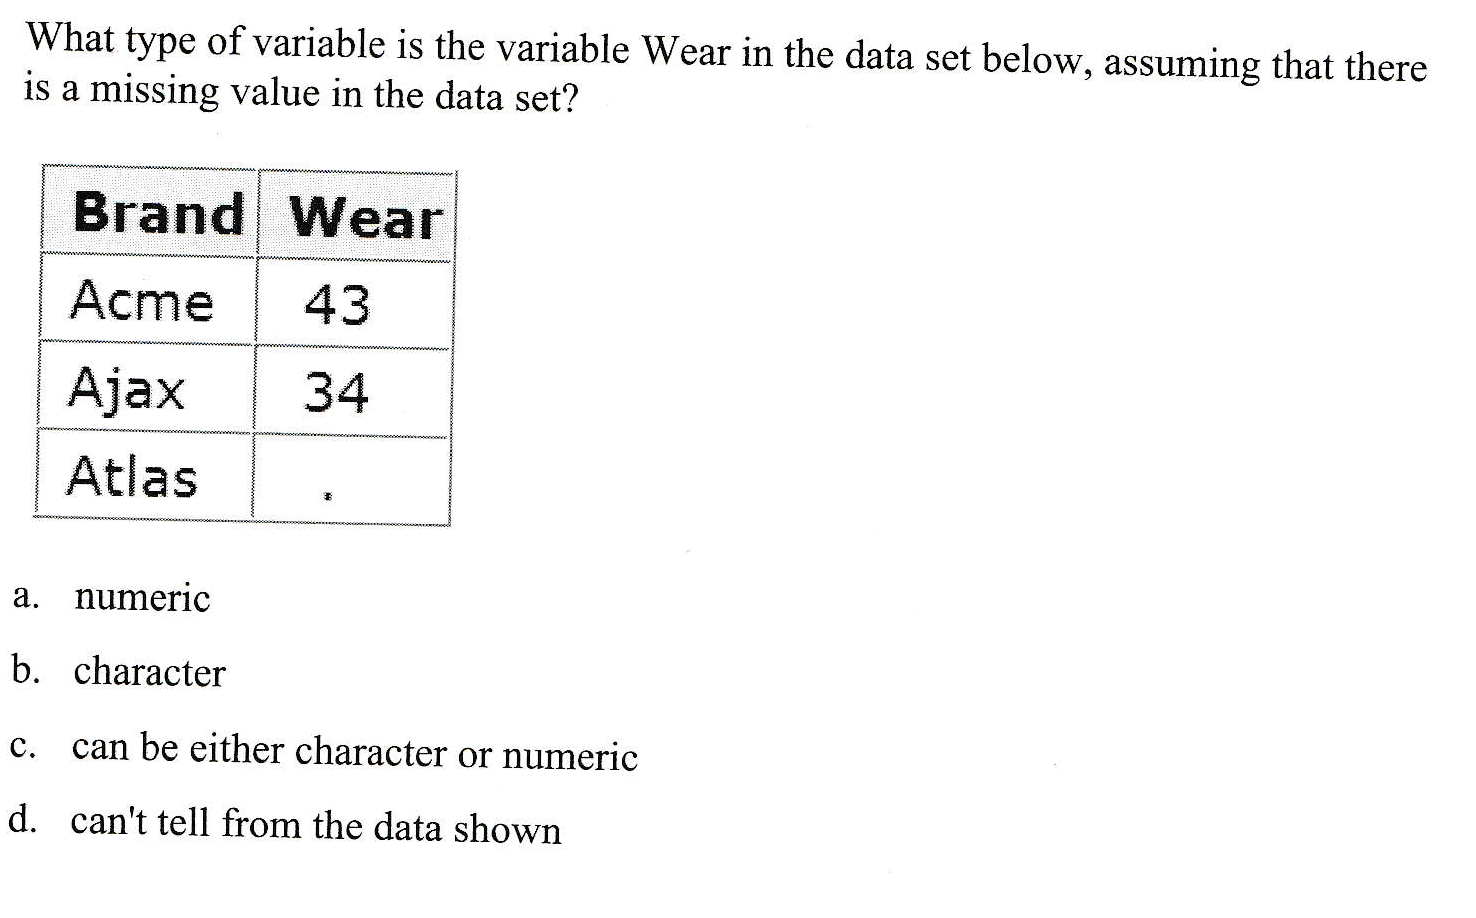 What type of variable is the variable Wear in the data set below, assuming that there
is a missing value in the data set?
Brand Wear
Acme 43
Ajax 34
Atlas .
a. numeric
b. character
c. can be either character or numeric
d. can't tell from the data shown